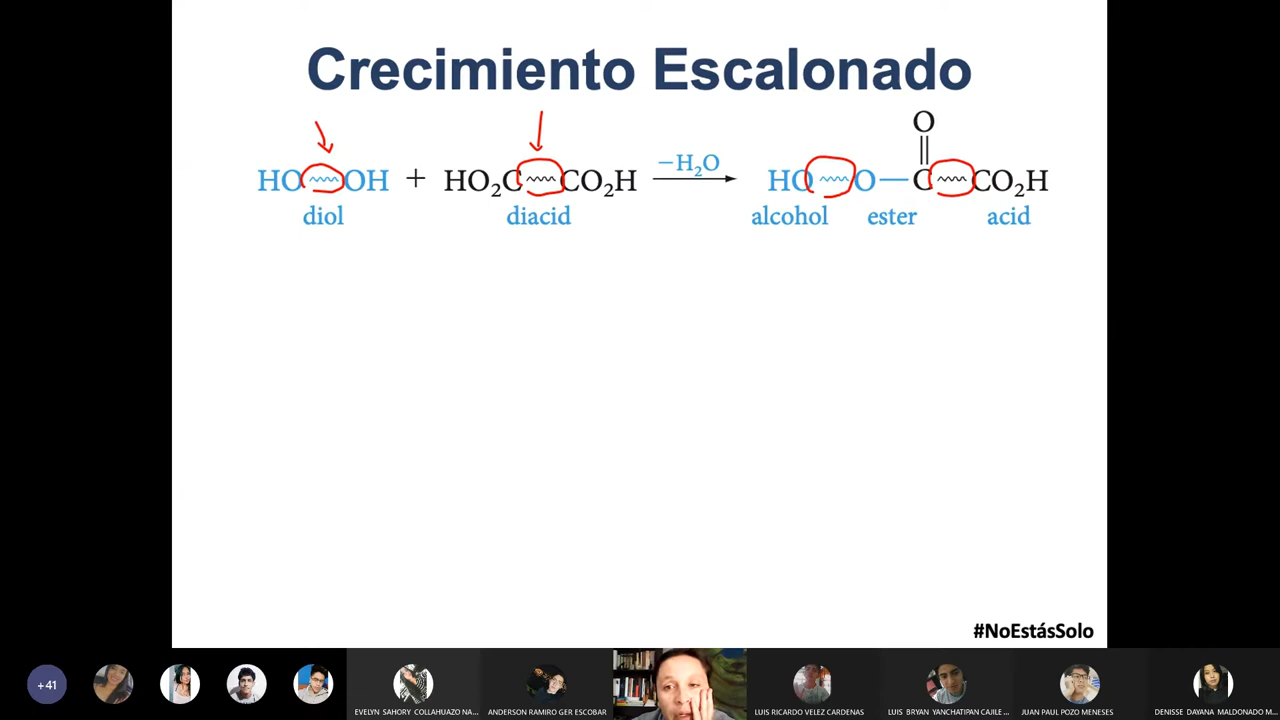 Crecimiento Escalonado
O
HO OH + HO₂C CO₂H −H₂O HO O—C CO₂H
diol diacid alcohol ester acid
#NoEstásSolo
+41
EVELYN SAHORY COLLAHUAZO NA...
ANDERSON RAMIRO GER ESCOBAR
LUIS RICARDO VELEZ CARDENAS
LUIS BRYAN YANCHATIPAN CAJILE ...
JUAN PAUL POZO MENESES
DENISSE DAYANA MALDONADO M...